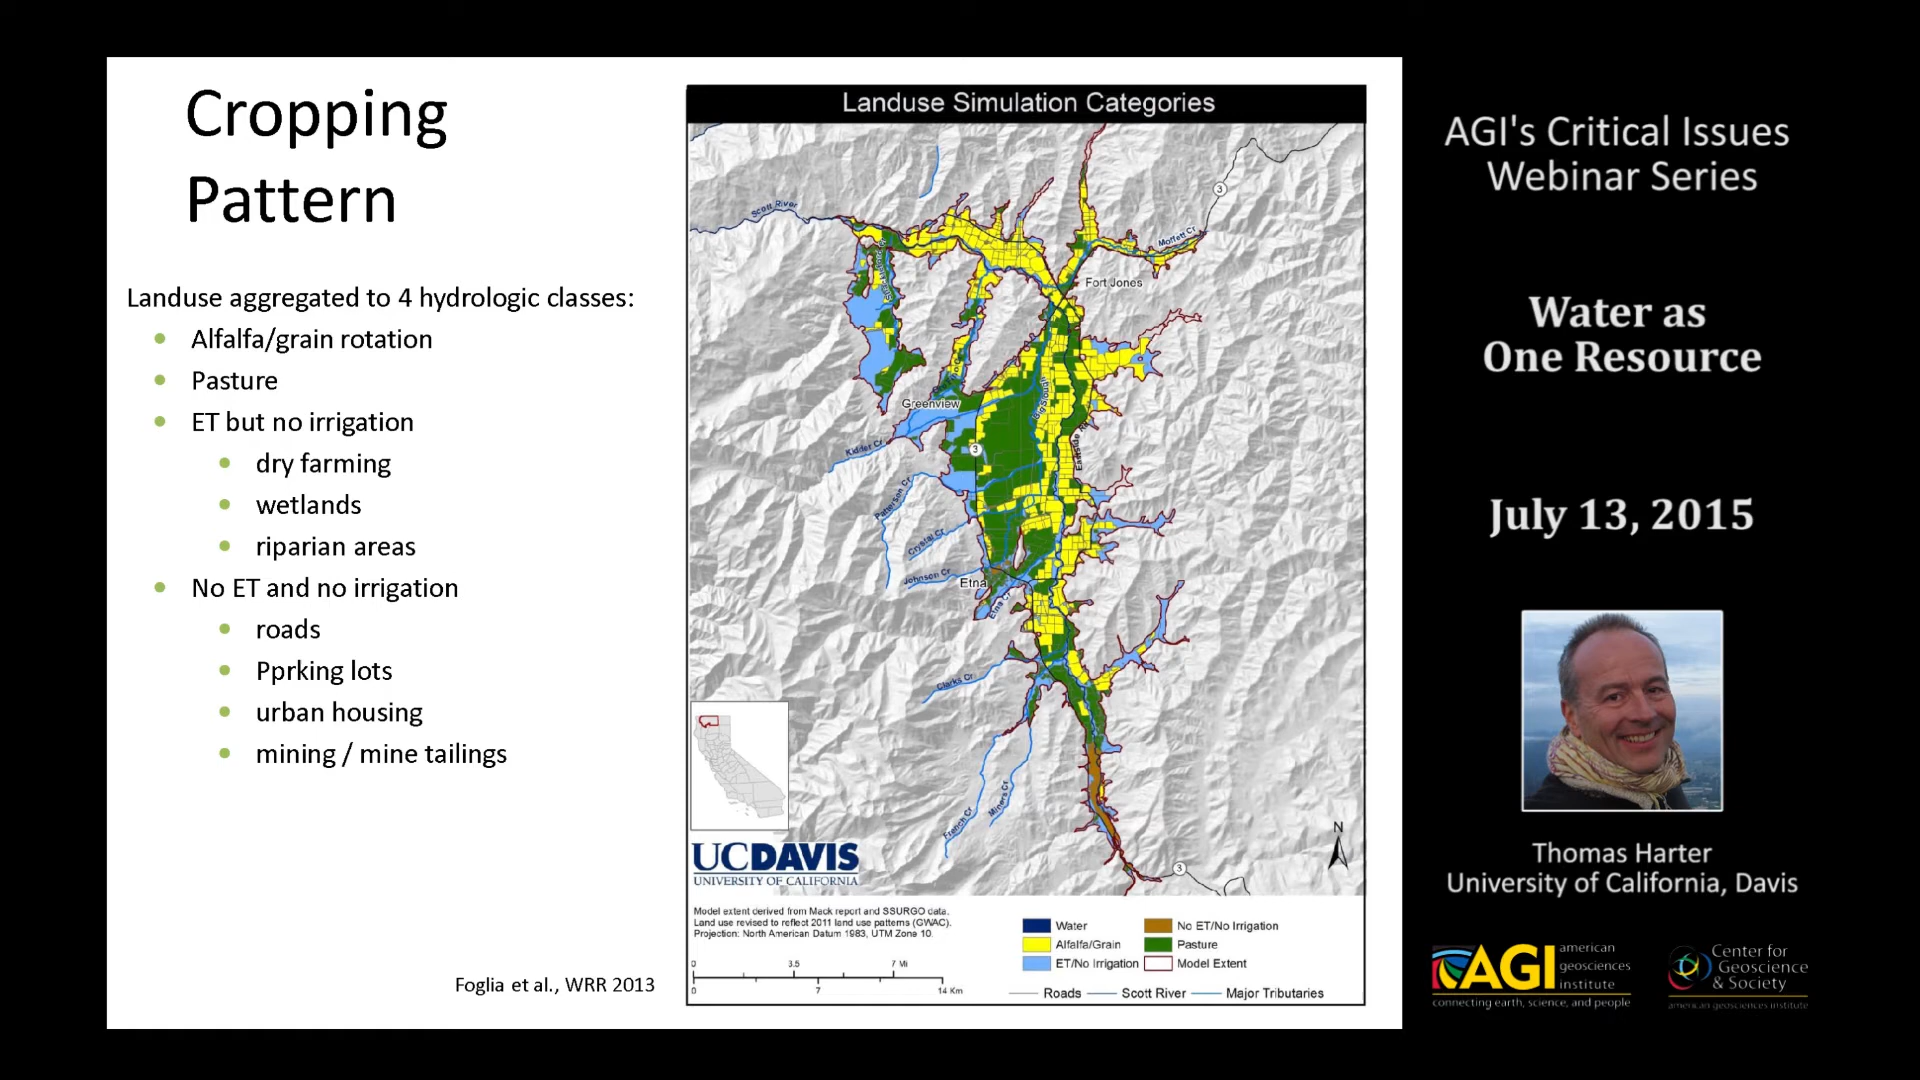 Cropping
Pattern
Landuse aggregated to 4 hydrologic classes:
Alfalfa/grain rotation
Pasture
ET but no irrigation
dry farming
wetlands
riparian areas
No ET and no irrigation
roads
Pprking lots
urban housing
mining / mine tailings
Foglia et al., WRR 2013
Landuse Simulation Categories
Scott River
3
Moffett Cr
Fort Jones
Greenview
Kidder Cr
3
Big Slough
Eastside Rd
Patterson Cr
Crystal Cr
Johnson Cr
Etna
Etna Cr
Clarks Cr
French Cr
Miners Cr
N
3
UCDAVIS
UNIVERSITY OF CALIFORNIA
Model extent derived from Mack report and SSURGO data.
Land use revised to reflect 2011 land use patterns (GWAC).
Projection: North American Datum 1983, UTM Zone 10.
0 3.5 7 Mi
0 7 14 Km
Water No ET/No Irrigation
Alfalfa/Grain Pasture
ET/No Irrigation Model Extent
Roads Scott River Major Tributaries
AGI's Critical Issues
Webinar Series
Water as
One Resource
July 13, 2015
Thomas Harter
University of California, Davis
AGI
american
geosciences
institute
connecting earth, science, and people
Center for
Geoscience
& Society
american geosciences institute